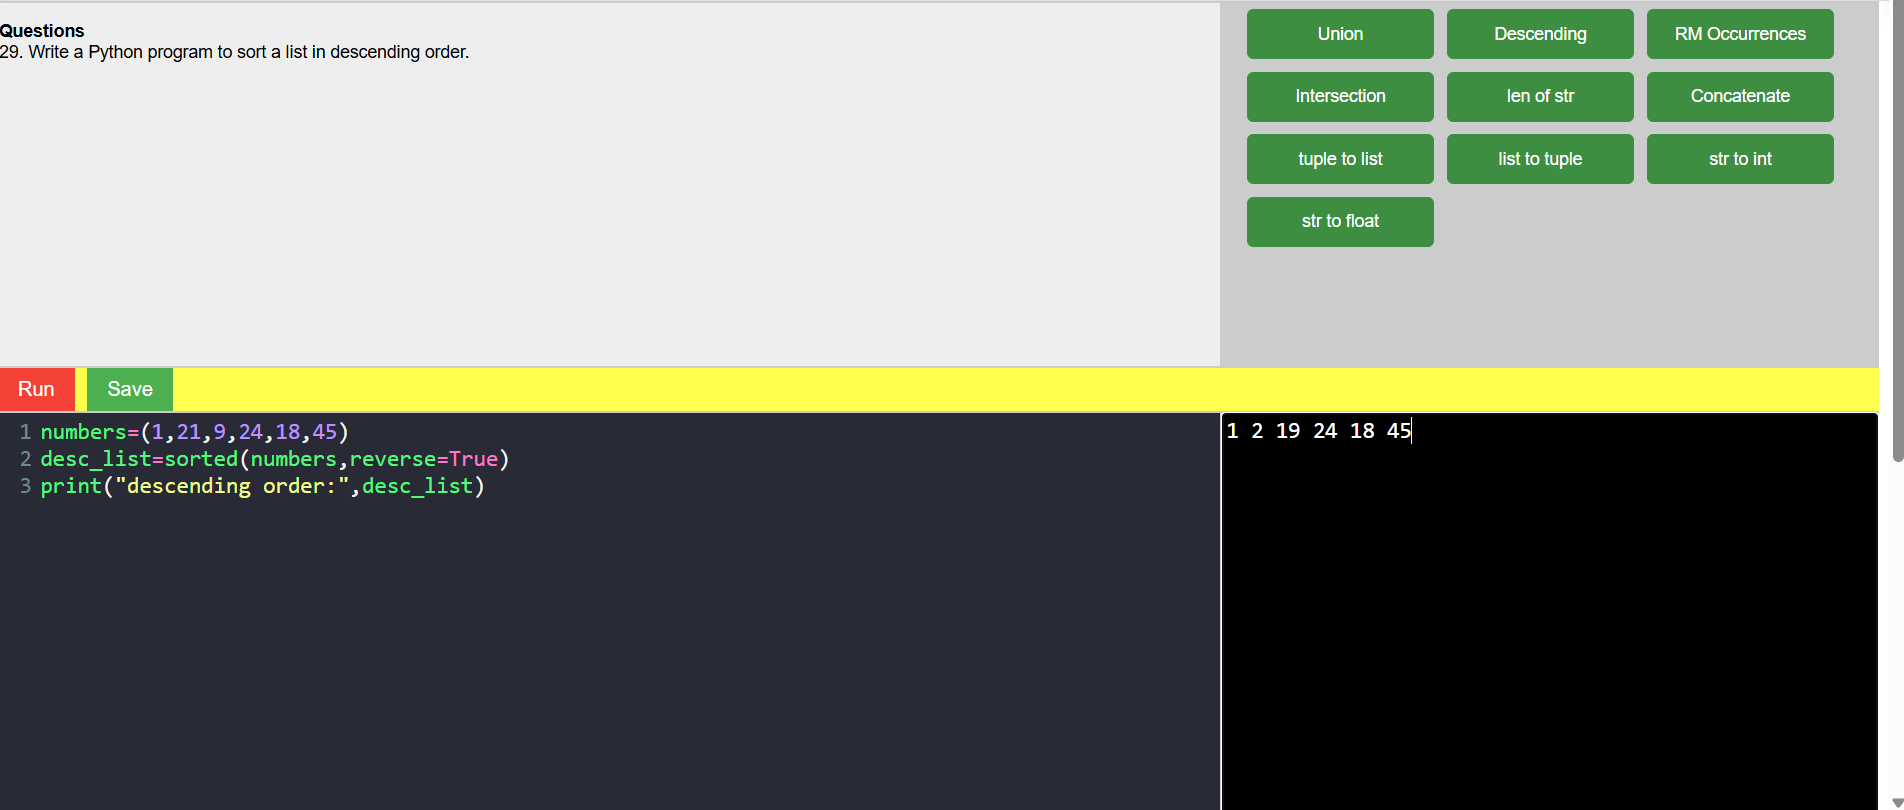 Questions
29. Write a Python program to sort a list in descending order.
Union
Descending
RM Occurrences
Intersection
len of str
Concatenate
tuple to list
list to tuple
str to int
str to float
Run
Save
1 numbers=(1,21,9,24,18,45)
2 desc_list=sorted(numbers,reverse=True)
3 print("descending order:",desc_list)
1 2 19 24 18 45